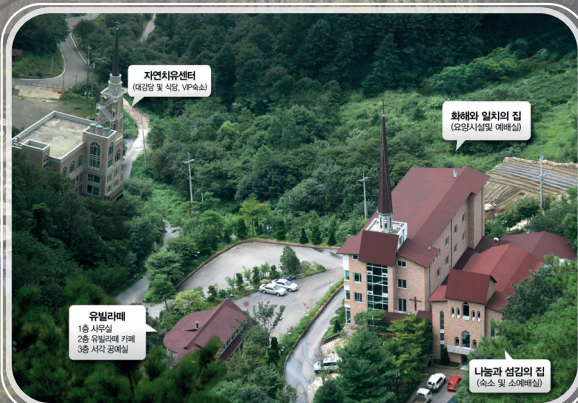 자연치유센터
(대강당 및 식당, VIP숙소)
화해와 일치의 집
(요양시설및 예배실)
유빌라떼
1층 사무실
2층 유빌라떼 카페
3층 서각 공예실
나눔과 섬김의 집
(숙소 및 소예배실)